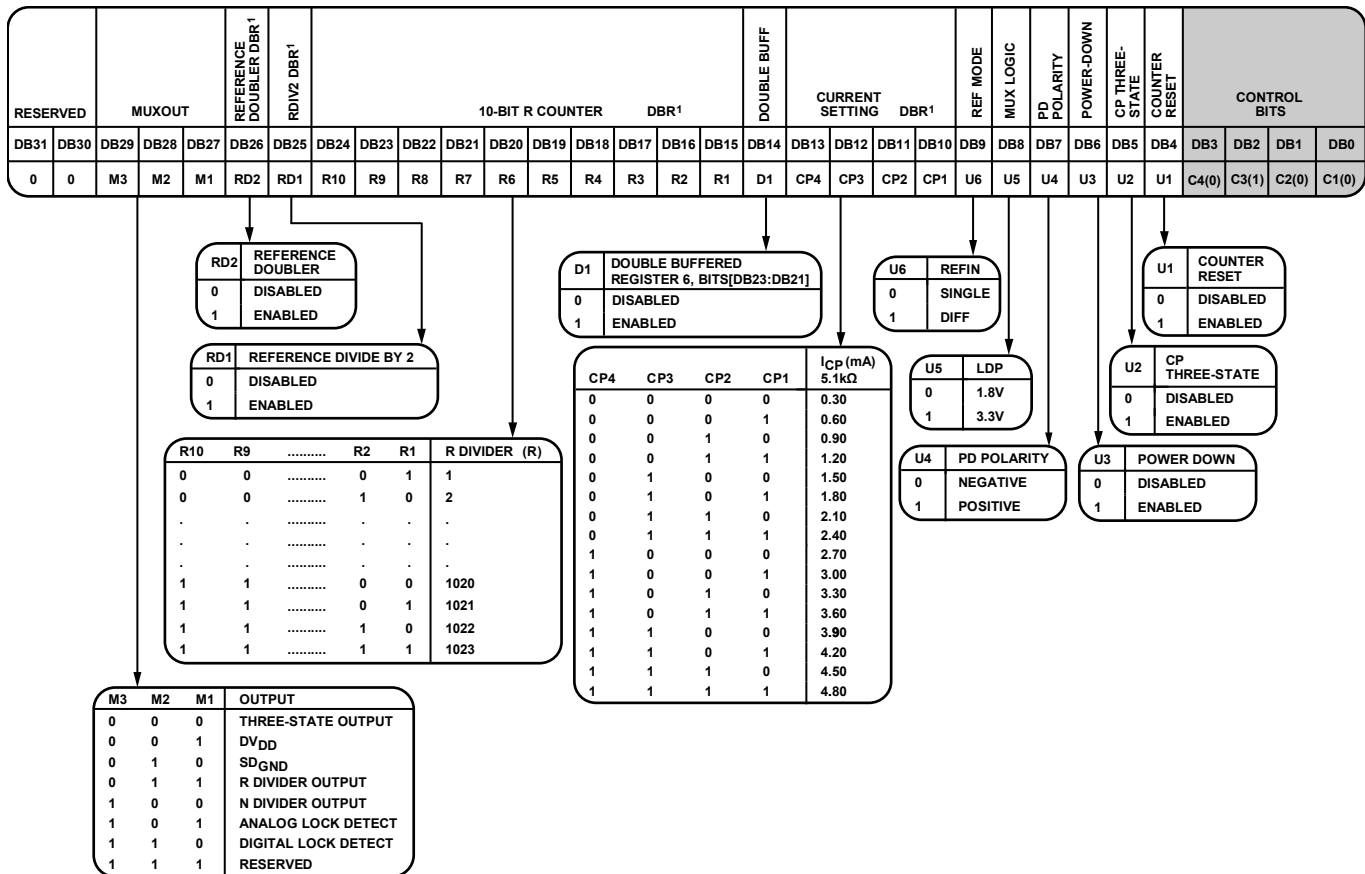 RESERVED MUXOUT REFERENCE DOUBLER DBR1 RDIV2 DBR1 10-BIT R COUNTER DBR1 DOUBLE BUFF CURRENT SETTING DBR1 REF MODE MUX LOGIC PD POLARITY POWER-DOWN CP THREE-STATE COUNTER RESET CONTROL BITS
DB31 DB30 DB29 DB28 DB27 DB26 DB25 DB24 DB23 DB22 DB21 DB20 DB19 DB18 DB17 DB16 DB15 DB14 DB13 DB12 DB11 DB10 DB9 DB8 DB7 DB6 DB5 DB4 DB3 DB2 DB1 DB0
0 0 M3 M2 M1 RD2 RD1 R10 R9 R8 R7 R6 R5 R4 R3 R2 R1 D1 CP4 CP3 CP2 CP1 U6 U5 U4 U3 U2 U1 C4(0) C3(1) C2(0) C1(0)
RD2 REFERENCE DOUBLER
0 DISABLED
1 ENABLED
RD1 REFERENCE DIVIDE BY 2
0 DISABLED
1 ENABLED
R10 R9 .......... R2 R1 R DIVIDER (R)
0 0 .......... 0 1 1
0 0 .......... 1 0 2
. . .......... . . .
. . .......... . . .
. . .......... . . .
1 1 .......... 0 0 1020
1 1 .......... 0 1 1021
1 1 .......... 1 0 1022
1 1 .......... 1 1 1023
M3 M2 M1 OUTPUT
0 0 0 THREE-STATE OUTPUT
0 0 1 DVDD
0 1 0 SDGND
0 1 1 R DIVIDER OUTPUT
1 0 0 N DIVIDER OUTPUT
1 0 1 ANALOG LOCK DETECT
1 1 0 DIGITAL LOCK DETECT
1 1 1 RESERVED
D1 DOUBLE BUFFERED
REGISTER 6, BITS[DB23:DB21]
0 DISABLED
1 ENABLED
CP4 CP3 CP2 CP1 ICP (mA) 5.1kΩ
0 0 0 0 0.30
0 0 0 1 0.60
0 0 1 0 0.90
0 0 1 1 1.20
0 1 0 0 1.50
0 1 0 1 1.80
0 1 1 0 2.10
0 1 1 1 2.40
1 0 0 0 2.70
1 0 0 1 3.00
1 0 1 0 3.30
1 0 1 1 3.60
1 1 0 0 3.90
1 1 0 1 4.20
1 1 1 0 4.50
1 1 1 1 4.80
U6 REFIN
0 SINGLE
1 DIFF
U5 LDP
0 1.8V
1 3.3V
U4 PD POLARITY
0 NEGATIVE
1 POSITIVE
U1 COUNTER RESET
0 DISABLED
1 ENABLED
U2 CP THREE-STATE
0 DISABLED
1 ENABLED
U3 POWER DOWN
0 DISABLED
1 ENABLED